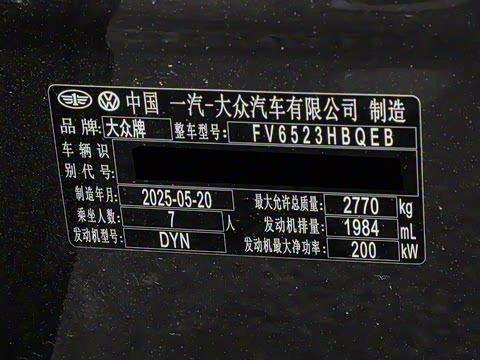 中国 一汽-大众汽车有限公司 制造
品牌: 大众牌 整车型号: FV6523HBQEB
车辆识
别代号:
制造年月: 2025-05-20 最大允许总质量: 2770 kg
乘坐人数: 7 人 发动机排量: 1984 mL
发动机型号: DYN 发动机最大净功率: 200 kW